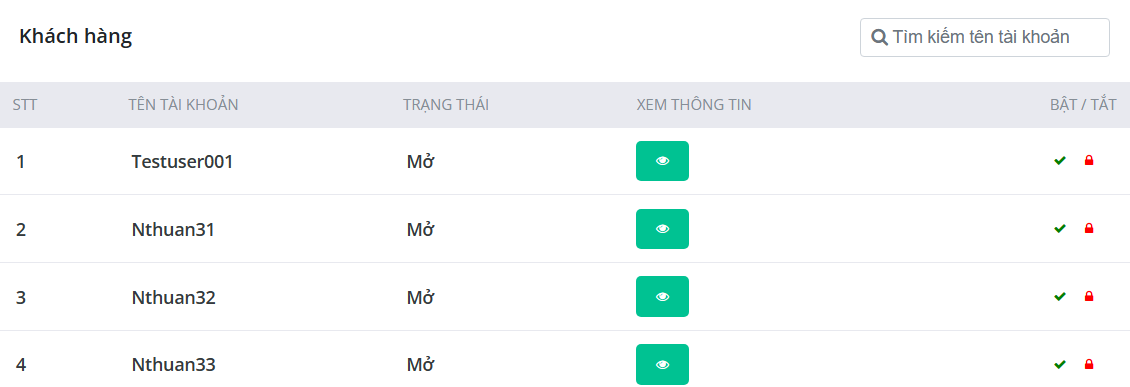 Khách hàng
Tìm kiếm tên tài khoản
STT TÊN TÀI KHOẢN TRẠNG THÁI XEM THÔNG TIN BẬT / TẮT
1 Testuser001 Mở
2 Nthuan31 Mở
3 Nthuan32 Mở
4 Nthuan33 Mở